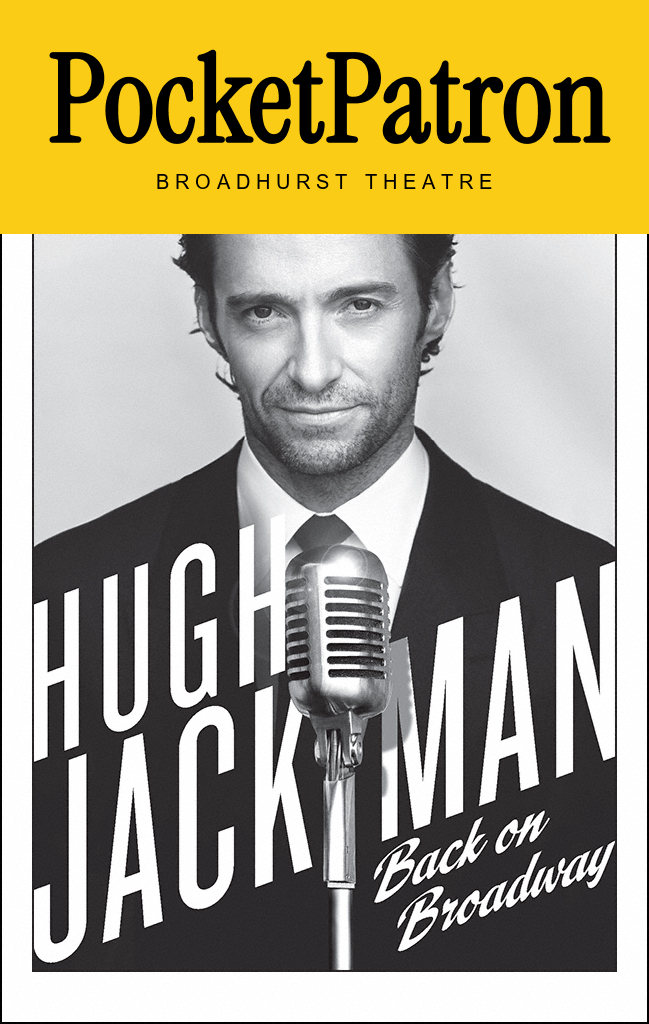 PocketPatron
BROADHURST THEATRE
HUGH
JACKMAN
Back on
Broadway